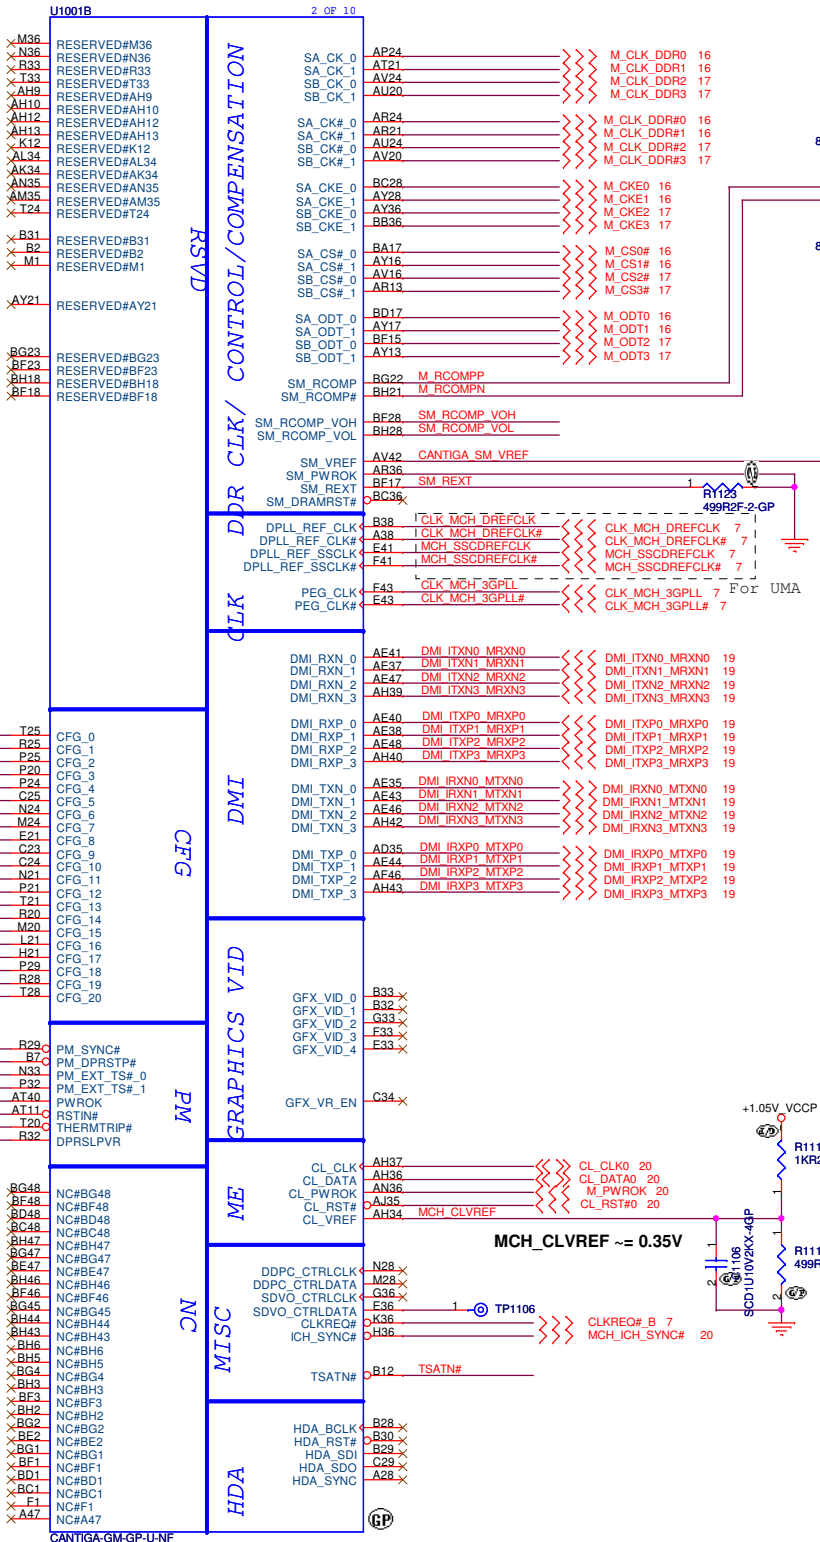 U1001B
2 OF 10
M36 RESERVED#M36
N36 RESERVED#N36
R33 RESERVED#R33
T33 RESERVED#T33
AH9 RESERVED#AH9
AH10 RESERVED#AH10
AH12 RESERVED#AH12
AH13 RESERVED#AH13
K12 RESERVED#K12
AL34 RESERVED#AL34
AK34 RESERVED#AK34
AN35 RESERVED#AN35
AM35 RESERVED#AM35
T24 RESERVED#T24
B31 RESERVED#B31
B2 RESERVED#B2
M1 RESERVED#M1
AY21 RESERVED#AY21
BG23 RESERVED#BG23
BF23 RESERVED#BF23
BH18 RESERVED#BH18
BF18 RESERVED#BF18
RSVD
T25 CFG_0
R25 CFG_1
P25 CFG_2
P20 CFG_3
P24 CFG_4
C25 CFG_5
N24 CFG_6
M24 CFG_7
E21 CFG_8
C23 CFG_9
C24 CFG_10
N21 CFG_11
P21 CFG_12
T21 CFG_13
R20 CFG_14
M20 CFG_15
L21 CFG_16
H21 CFG_17
P29 CFG_18
R28 CFG_19
T28 CFG_20
CFG
R29 PM_SYNC#
B7 PM_DPRSTP#
N33 PM_EXT_TS#_0
P32 PM_EXT_TS#_1
AT40 PWROK
AT11 RSTIN#
T20 THERMTRIP#
R32 DPRSLPVR
PM
BG48 NC#BG48
BF48 NC#BF48
BD48 NC#BD48
BC48 NC#BC48
BH47 NC#BH47
BG47 NC#BG47
BE47 NC#BE47
BH46 NC#BH46
BF46 NC#BF46
BG45 NC#BG45
BH44 NC#BH44
BH43 NC#BH43
BH6 NC#BH6
BH5 NC#BH5
BG4 NC#BG4
BH3 NC#BH3
BF3 NC#BF3
BH2 NC#BH2
BG2 NC#BG2
BE2 NC#BE2
BG1 NC#BG1
BF1 NC#BF1
BD1 NC#BD1
BC1 NC#BC1
F1 NC#F1
A47 NC#A47
NC
CANTIGA-GM-GP-U-NF
DDR CLK/ CONTROL/COMPENSATION
SA_CK_0 AP24 M_CLK_DDR0 16
SA_CK_1 AT21 M_CLK_DDR1 16
SB_CK_0 AV24 M_CLK_DDR2 17
SB_CK_1 AU20 M_CLK_DDR3 17
SA_CK#_0 AR24 M_CLK_DDR#0 16
SA_CK#_1 AR21 M_CLK_DDR#1 16
SB_CK#_0 AU24 M_CLK_DDR#2 17
SB_CK#_1 AV20 M_CLK_DDR#3 17
SA_CKE_0 BC28 M_CKE0 16
SA_CKE_1 AY28 M_CKE1 16
SB_CKE_0 AY36 M_CKE2 17
SB_CKE_1 BB36 M_CKE3 17
SA_CS#_0 BA17 M_CS0# 16
SA_CS#_1 AY16 M_CS1# 16
SB_CS#_0 AV16 M_CS2# 17
SB_CS#_1 AR13 M_CS3# 17
SA_ODT_0 BD17 M_ODT0 16
SA_ODT_1 AY17 M_ODT1 16
SB_ODT_0 BF15 M_ODT2 17
SB_ODT_1 AY13 M_ODT3 17
SM_RCOMP BG22 M_RCOMPP
SM_RCOMP# BH21 M_RCOMPN
SM_RCOMP_VOH BF28 SM_RCOMP_VOH
SM_RCOMP_VOL BH28 SM_RCOMP_VOL
SM_VREF AV42 CANTIGA_SM_VREF
SM_PWROK AR36
SM_REXT BF17 SM_REXT 1
SM_DRAMRST# BC36
R1123
499R2F-2-GP
8
8
CLK
DPLL_REF_CLK B38 CLK_MCH_DREFCLK CLK_MCH_DREFCLK 7
DPLL_REF_CLK# A38 CLK_MCH_DREFCLK# CLK_MCH_DREFCLK# 7
DPLL_REF_SSCLK E41 MCH_SSCDREFCLK MCH_SSCDREFCLK 7
DPLL_REF_SSCLK# F41 MCH_SSCDREFCLK# MCH_SSCDREFCLK# 7
For UMA
PEG_CLK F43 CLK_MCH_3GPLL CLK_MCH_3GPLL 7
PEG_CLK# E43 CLK_MCH_3GPLL# CLK_MCH_3GPLL# 7
DMI
DMI_RXN_0 AE41 DMI_ITXN0_MRXN0 DMI_ITXN0_MRXN0 19
DMI_RXN_1 AE37 DMI_ITXN1_MRXN1 DMI_ITXN1_MRXN1 19
DMI_RXN_2 AE47 DMI_ITXN2_MRXN2 DMI_ITXN2_MRXN2 19
DMI_RXN_3 AH39 DMI_ITXN3_MRXN3 DMI_ITXN3_MRXN3 19
DMI_RXP_0 AE40 DMI_ITXP0_MRXP0 DMI_ITXP0_MRXP0 19
DMI_RXP_1 AE38 DMI_ITXP1_MRXP1 DMI_ITXP1_MRXP1 19
DMI_RXP_2 AE48 DMI_ITXP2_MRXP2 DMI_ITXP2_MRXP2 19
DMI_RXP_3 AH40 DMI_ITXP3_MRXP3 DMI_ITXP3_MRXP3 19
DMI_TXN_0 AE35 DMI_IRXN0_MTXN0 DMI_IRXN0_MTXN0 19
DMI_TXN_1 AE43 DMI_IRXN1_MTXN1 DMI_IRXN1_MTXN1 19
DMI_TXN_2 AE46 DMI_IRXN2_MTXN2 DMI_IRXN2_MTXN2 19
DMI_TXN_3 AH42 DMI_IRXN3_MTXN3 DMI_IRXN3_MTXN3 19
DMI_TXP_0 AD35 DMI_IRXP0_MTXP0 DMI_IRXP0_MTXP0 19
DMI_TXP_1 AE44 DMI_IRXP1_MTXP1 DMI_IRXP1_MTXP1 19
DMI_TXP_2 AF46 DMI_IRXP2_MTXP2 DMI_IRXP2_MTXP2 19
DMI_TXP_3 AH43 DMI_IRXP3_MTXP3 DMI_IRXP3_MTXP3 19
GRAPHICS VID
GFX_VID_0 B33
GFX_VID_1 B32
GFX_VID_2 G33
GFX_VID_3 F33
GFX_VID_4 E33
GFX_VR_EN C34
ME
CL_CLK AH37 CL_CLK0 20
CL_DATA AH36 CL_DATA0 20
CL_PWROK AN36 M_PWROK 20
CL_RST# AJ35 CL_RST#0 20
CL_VREF AH34 MCH_CLVREF
MCH_CLVREF ~= 0.35V
+1.05V_VCCP
R111
1KR2
1
1
2
1106
SCD1U10V2KX-4GP
1
2
R111
499R
MISC
DDPC_CTRLCLK N28
DDPC_CTRLDATA M28
SDVO_CTRLCLK G36
SDVO_CTRLDATA E36 1 TP1106
CLKREQ# K36 CLKREQ#_B 7
ICH_SYNC# H36 MCH_ICH_SYNC# 20
TSATN# B12 TSATN#
HDA
HDA_BCLK B28
HDA_RST# B30
HDA_SDI B29
HDA_SDO C29
HDA_SYNC A28
GP